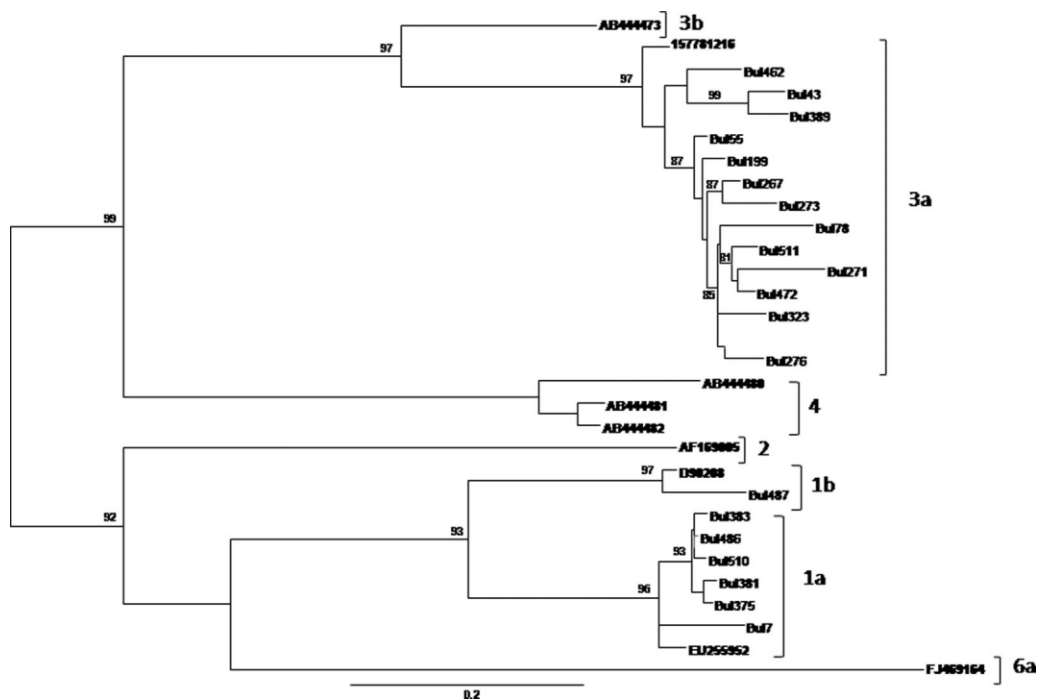 AB444473
3b
97
157781216
97
Bul462
99
Bul43
Bul389
Bul55
87
Bul199
87
Bul267
Bul273
3a
Bul78
Bul511
81
Bul271
Bul472
85
Bul323
Bul276
99
AB444480
AB444481
4
AB444482
AF169005
2
97
D90208
1b
Bul487
92
Bul383
93
Bul486
93
Bul510
1a
Bul381
96
Bul375
Bul7
EU255952
FJ469164
6a
0.2